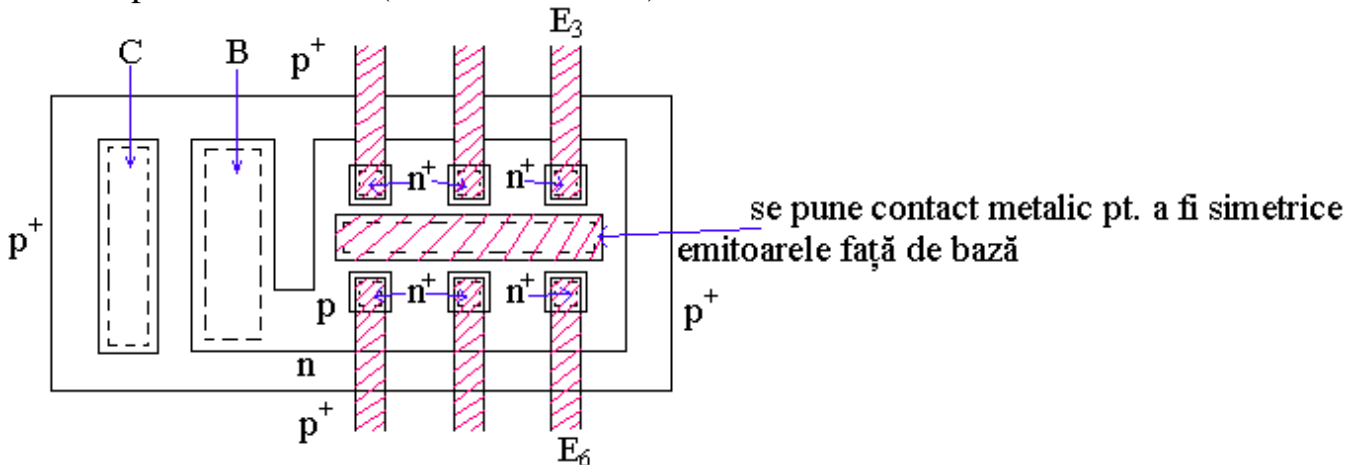 E3
C B p+
n+ n+
se pune contact metalic pt. a fi simetrice
emitoarele față de bază
p+
n+ n+
p p+
n
p+
E6